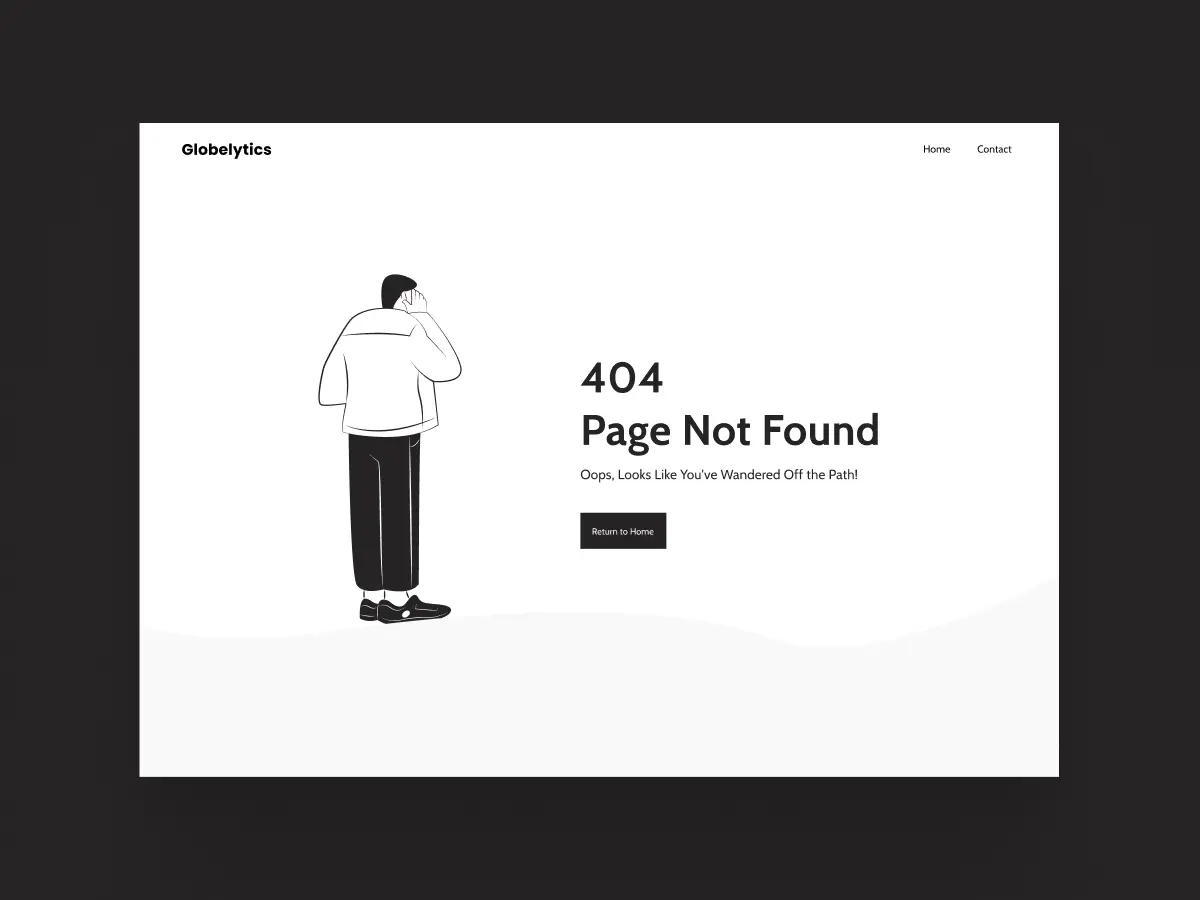 Globelytics
Home Contact
404
Page Not Found
Oops, Looks Like You've Wandered Off the Path!
Return to Home